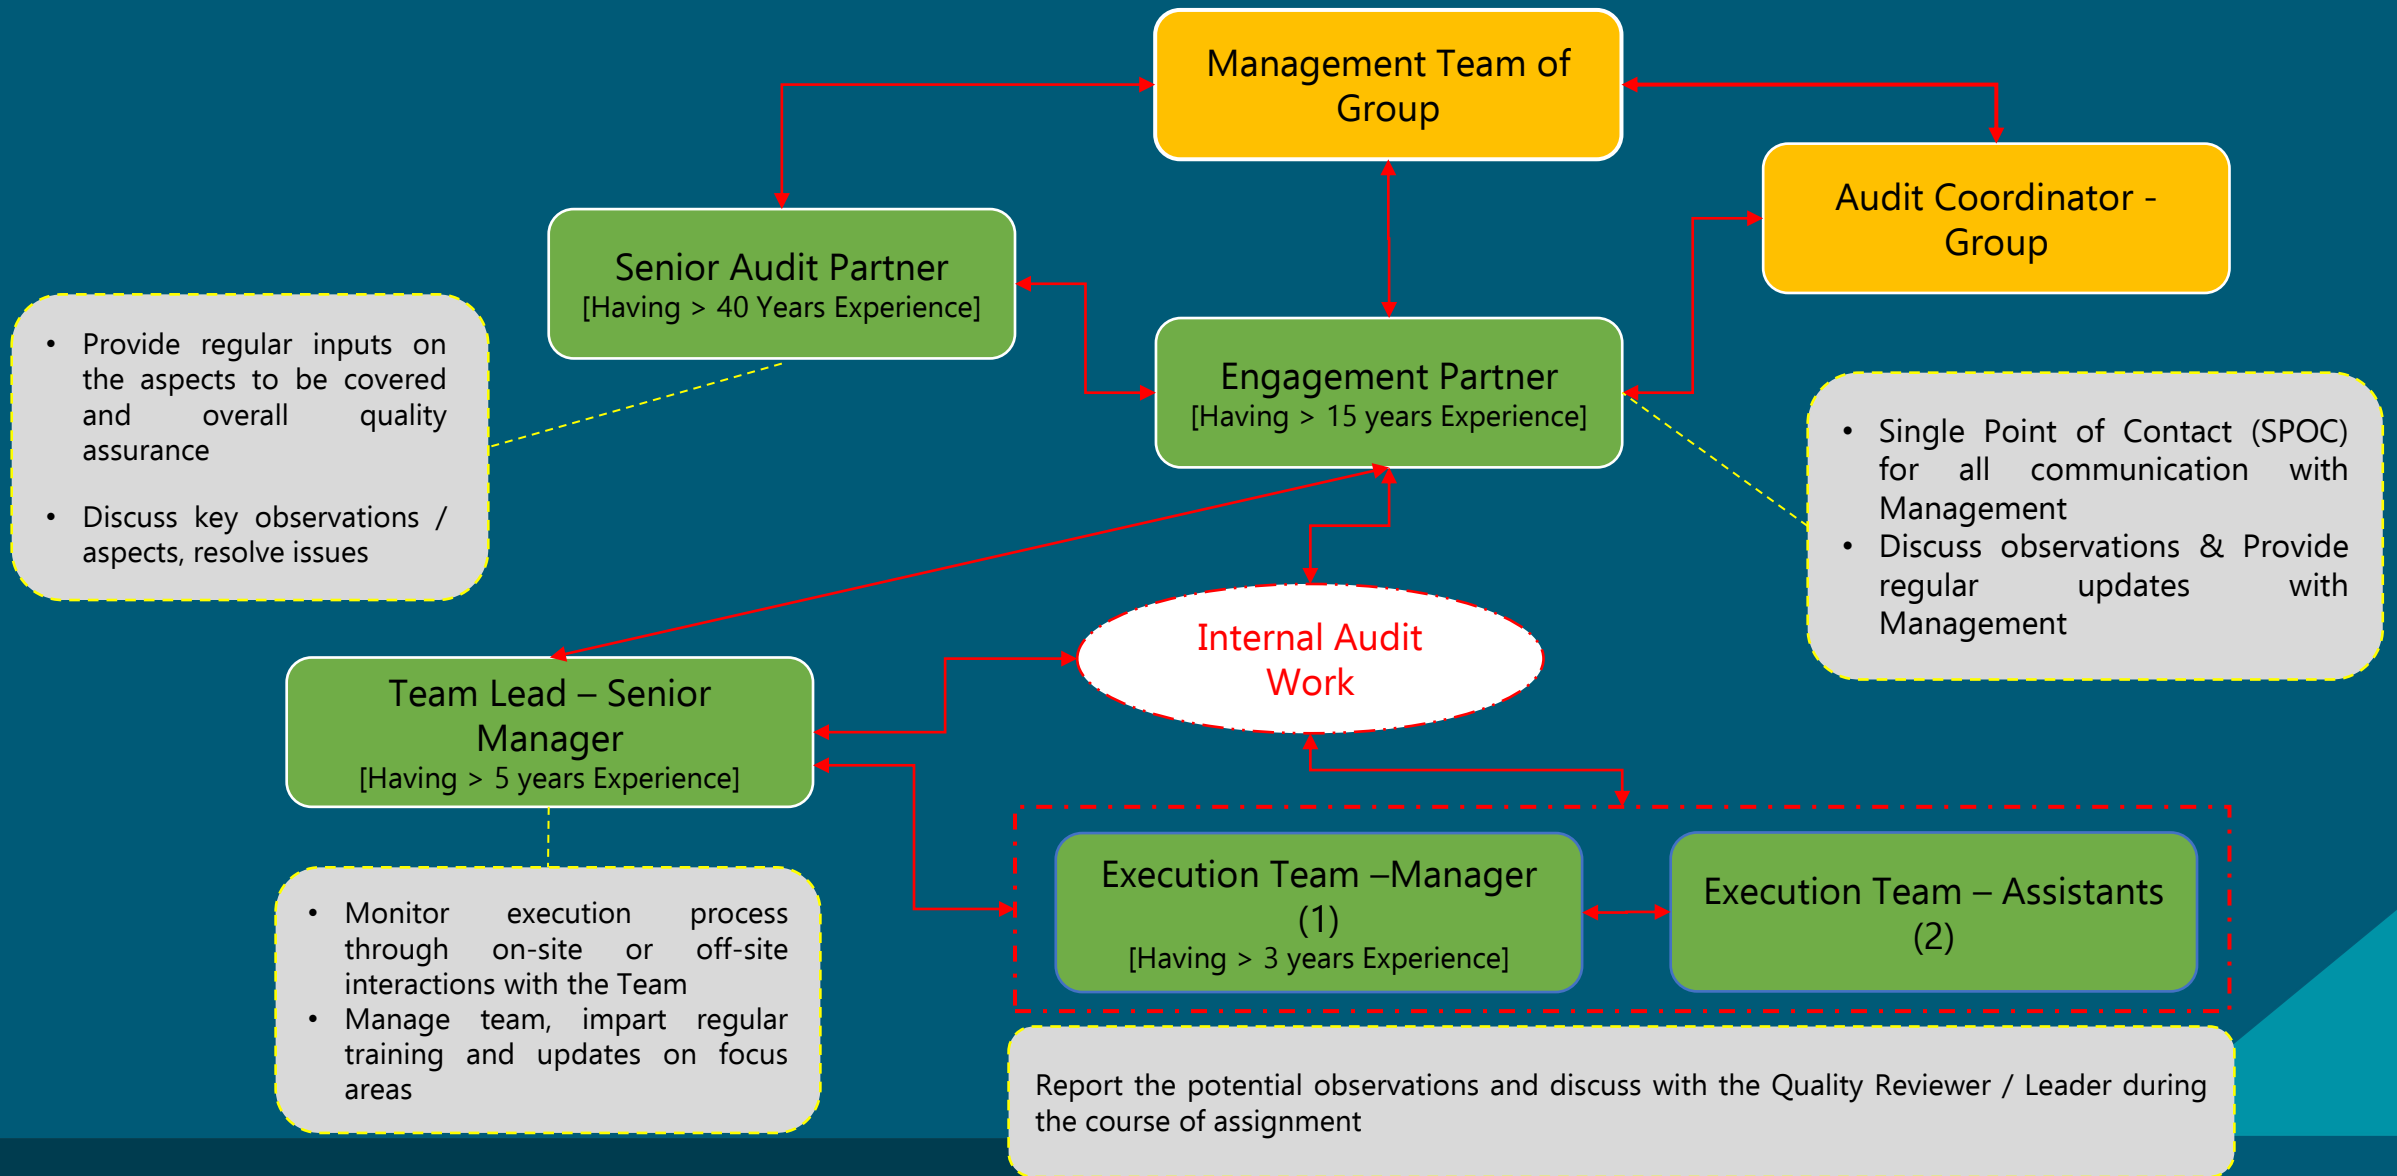 Management Team of
Group
Audit Coordinator -
Group
Senior Audit Partner
[Having > 40 Years Experience]
Engagement Partner
[Having > 15 years Experience]
• Provide regular inputs on
the aspects to be covered
and overall quality
assurance
• Discuss key observations /
aspects, resolve issues
• Single Point of Contact (SPOC)
for all communication with
Management
• Discuss observations & Provide
regular updates with
Management
Internal Audit
Work
Team Lead – Senior
Manager
[Having > 5 years Experience]
Execution Team –Manager
(1)
[Having > 3 years Experience]
Execution Team – Assistants
(2)
• Monitor execution process
through on-site or off-site
interactions with the Team
• Manage team, impart regular
training and updates on focus
areas
Report the potential observations and discuss with the Quality Reviewer / Leader during
the course of assignment